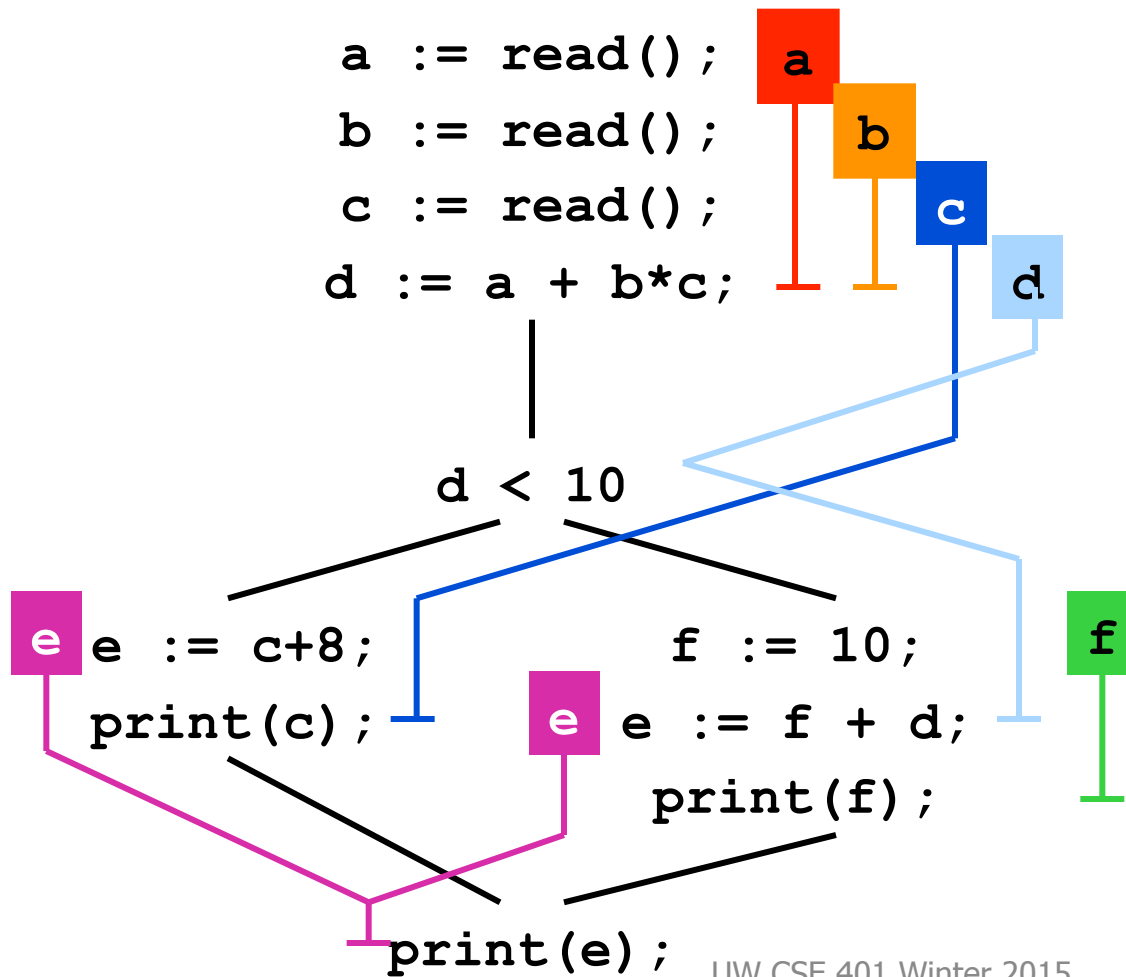 a := read(); a
b := read(); b
c := read(); c
d := a + b*c; d
d < 10
e e := c+8; f := 10; f
print(c); e e := f + d;
print(f);
print(e);
UW CSE 401 Winter 2015